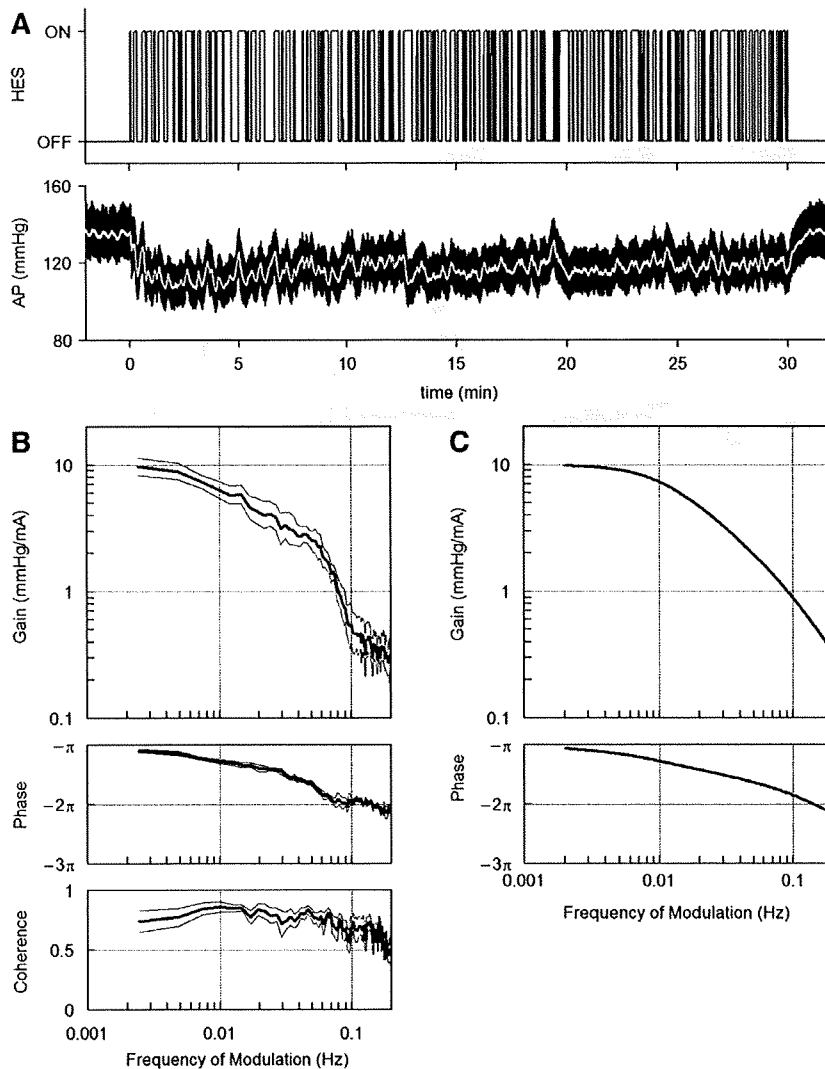 A
ON
HES
OFF
160
AP (mmHg)
120
80
0 5 10 15 20 25 30
time (min)
B
C
10
Gain (mmHg/mA)
1
0.1
10
Gain (mmHg/mA)
1
0.1
−π
Phase
−2π
−3π
−π
Phase
−2π
−3π
0.001 0.01 0.1
Frequency of Modulation (Hz)
1
Coherence
0.5
0
0.001 0.01 0.1
Frequency of Modulation (Hz)